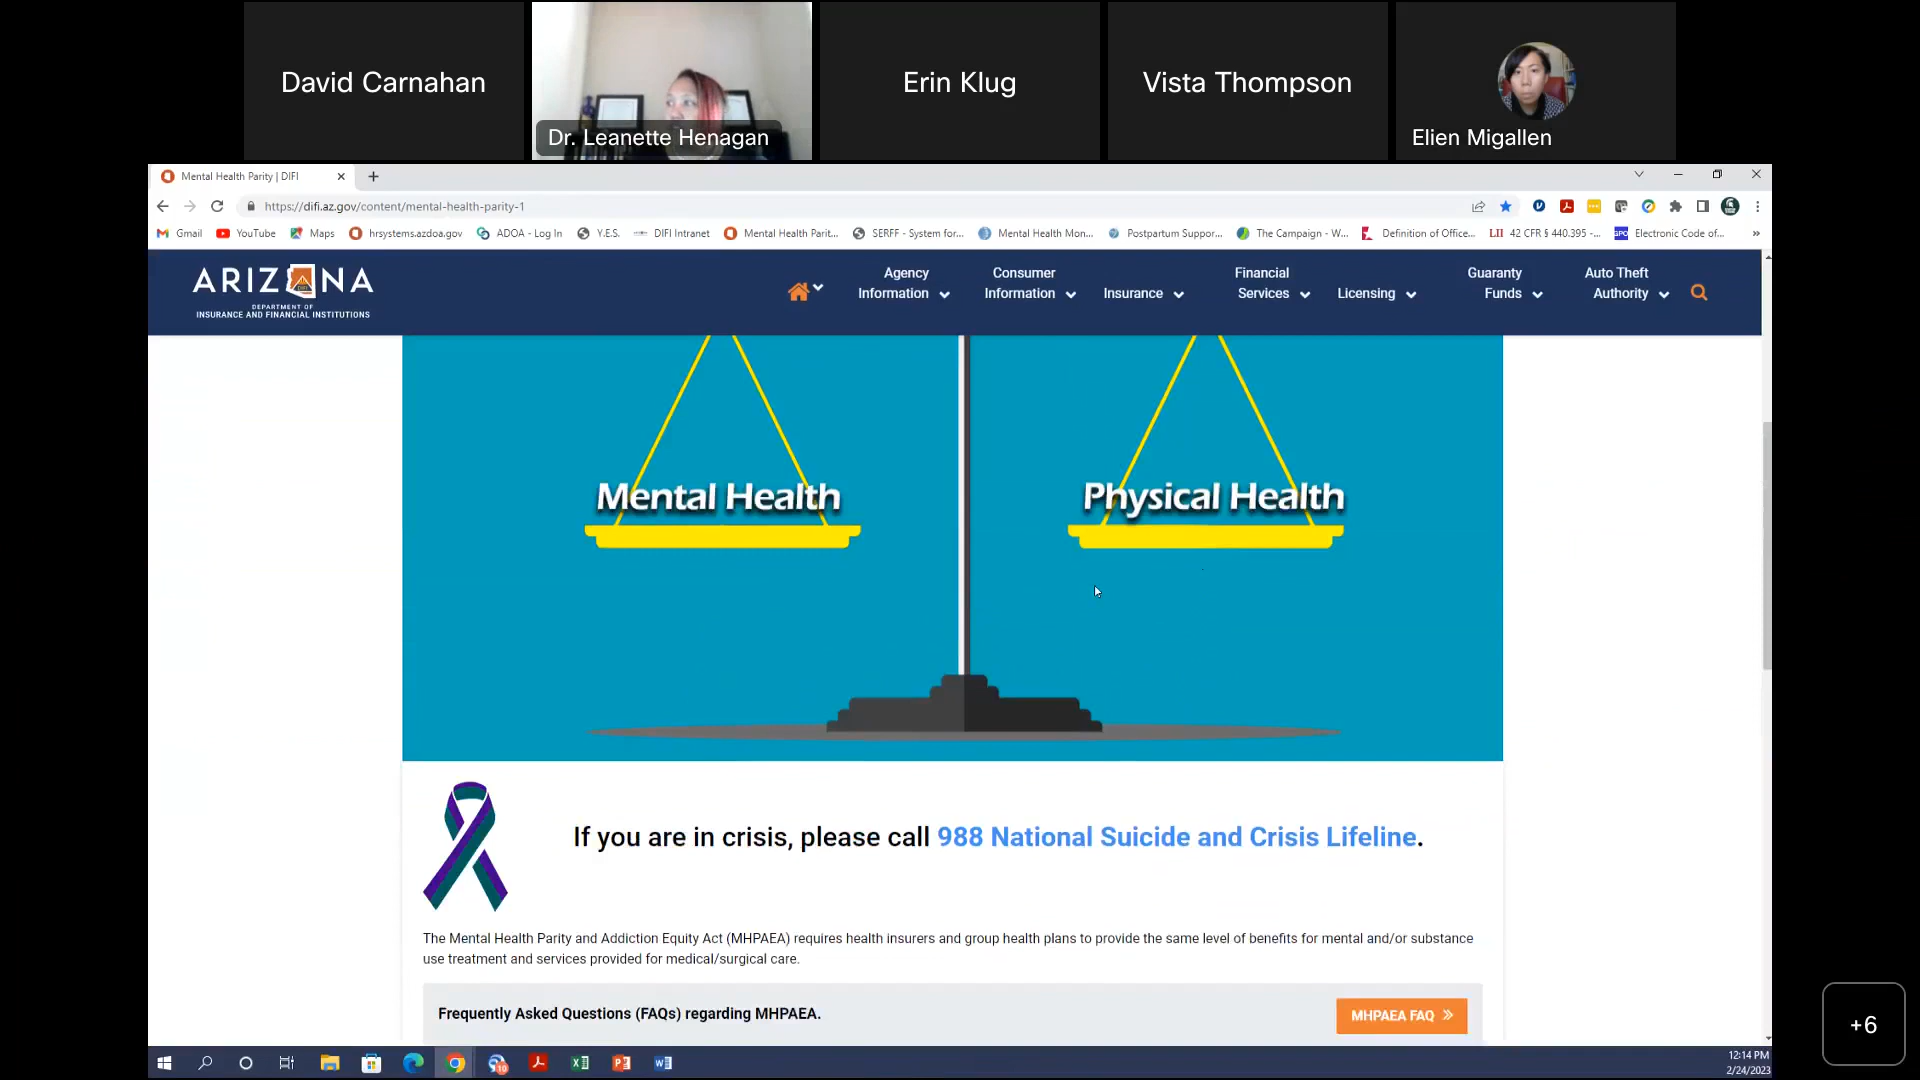 David Carnahan
Dr. Leanette Henagan
Erin Klug
Vista Thompson
Elien Migallen
Mental Health Parity | DIFI
https://difi.az.gov/content/mental-health-parity-1
Gmail YouTube Maps hrsystems.azdoa.gov ADOA - Log In Y.E.S. DIFI Intranet Mental Health Parit... SERFF - System for... Mental Health Mon... Postpartum Suppor... The Campaign - W... Definition of Office... LII 42 CFR § 440.395 -... GPO Electronic Code of... »
ARIZONA
DEPARTMENT OF
INSURANCE AND FINANCIAL INSTITUTIONS
Agency
Information
Consumer
Information
Insurance
Financial
Services
Licensing
Guaranty
Funds
Auto Theft
Authority
Mental Health
Physical Health
If you are in crisis, please call 988 National Suicide and Crisis Lifeline.
The Mental Health Parity and Addiction Equity Act (MHPAEA) requires health insurers and group health plans to provide the same level of benefits for mental and/or substance
use treatment and services provided for medical/surgical care.
Frequently Asked Questions (FAQs) regarding MHPAEA.
MHPAEA FAQ »
+6
10
12:14 PM
2/24/2023